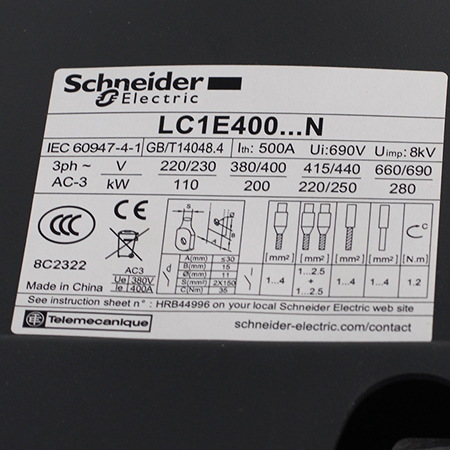 Schneider
Electric
LC1E400...N
IEC 60947-4-1 GB/T14048.4 Ith: 500A Ui:690V Uimp: 8kV
3ph ~ V 220/230 380/400 415/440 660/690
AC-3 kW 110 200 220/250 280
CCC CE
8C2322
AC3
Ue 380V
Ie 400A
Made in China
A(mm) ≤30
B(mm) 15
D(mm) 11
S(mm²) 2X150
C(Nm) 35
[mm²] [mm²] [mm²] [mm²] [N.m]
1...4 1...2.5 + 1...2.5 1...4 1...4 1.2
See instruction sheet n° : HRB44996 on your local Schneider Electric web site
Telemecanique schneider-electric.com/contact